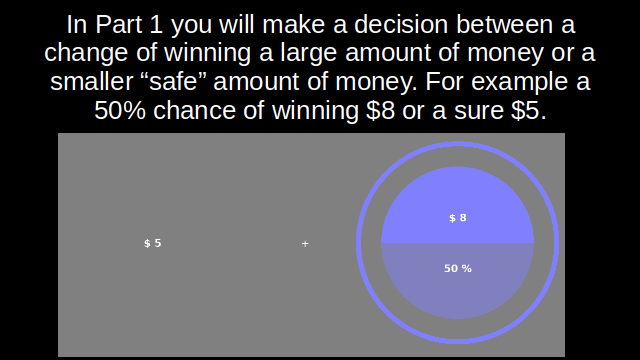 In Part 1 you will make a decision between a
change of winning a large amount of money or a
smaller “safe” amount of money. For example a
50% chance of winning $8 or a sure $5.
$ 8
$ 5 +
50 %